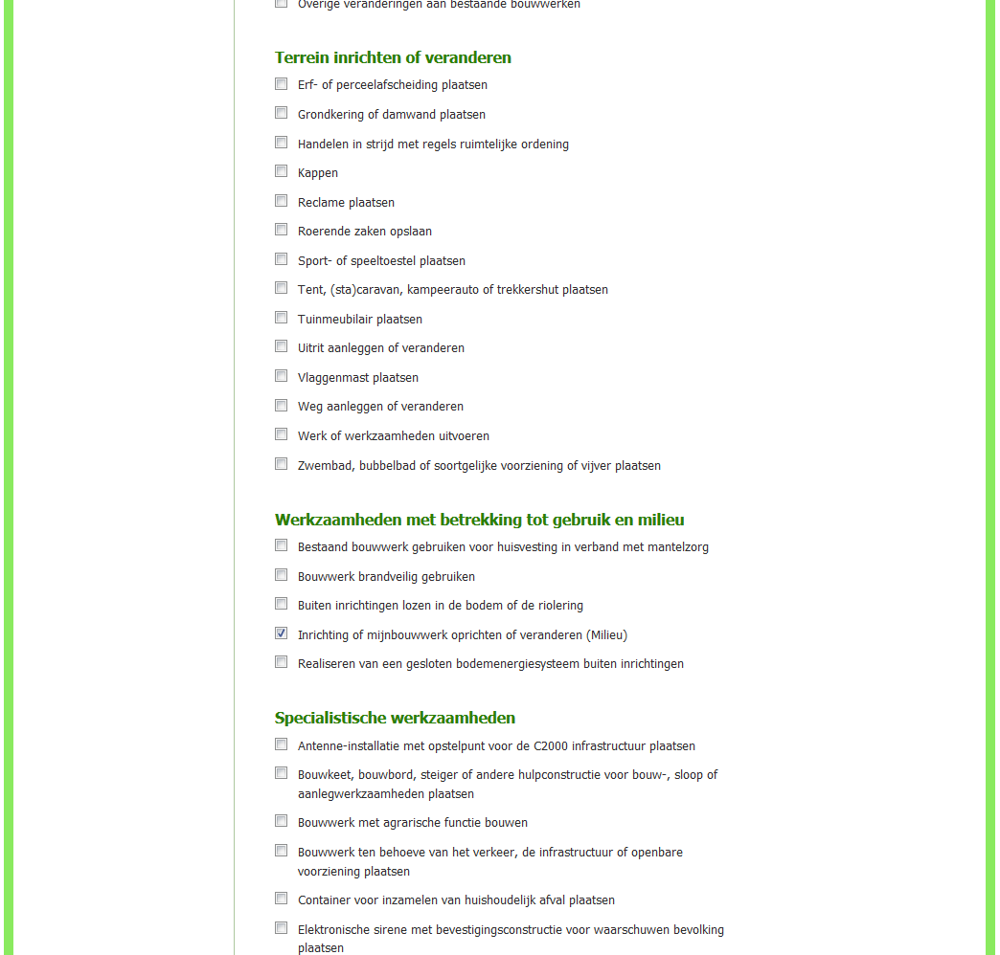 Overige veranderingen aan bestaande bouwwerken
Terrein inrichten of veranderen
Erf- of perceelafscheiding plaatsen
Grondkering of damwand plaatsen
Handelen in strijd met regels ruimtelijke ordening
Kappen
Reclame plaatsen
Roerende zaken opslaan
Sport- of speeltoestel plaatsen
Tent, (sta)caravan, kampeerauto of trekkershut plaatsen
Tuinmeubilair plaatsen
Uitrit aanleggen of veranderen
Vlaggenmast plaatsen
Weg aanleggen of veranderen
Werk of werkzaamheden uitvoeren
Zwembad, bubbelbad of soortgelijke voorziening of vijver plaatsen
Werkzaamheden met betrekking tot gebruik en milieu
Bestaand bouwwerk gebruiken voor huisvesting in verband met mantelzorg
Bouwwerk brandveilig gebruiken
Buiten inrichtingen lozen in de bodem of de riolering
Inrichting of mijnbouwwerk oprichten of veranderen (Milieu)
Realiseren van een gesloten bodemenergiesysteem buiten inrichtingen
Specialistische werkzaamheden
Antenne-installatie met opstelpunt voor de C2000 infrastructuur plaatsen
Bouwkeet, bouwbord, steiger of andere hulpconstructie voor bouw-, sloop of
aanlegwerkzaamheden plaatsen
Bouwwerk met agrarische functie bouwen
Bouwwerk ten behoeve van het verkeer, de infrastructuur of openbare
voorziening plaatsen
Container voor inzamelen van huishoudelijk afval plaatsen
Elektronische sirene met bevestigingsconstructie voor waarschuwen bevolking
plaatsen